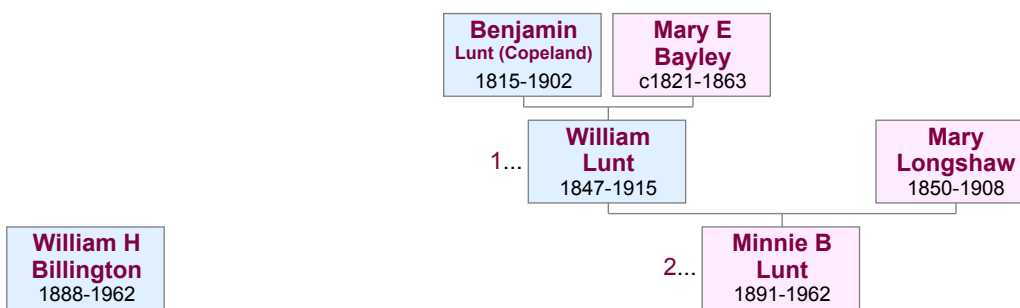 Benjamin
Lunt (Copeland)
1815-1902
Mary E
Bayley
c1821-1863
1...
William
Lunt
1847-1915
Mary
Longshaw
1850-1908
William H
Billington
1888-1962
2...
Minnie B
Lunt
1891-1962